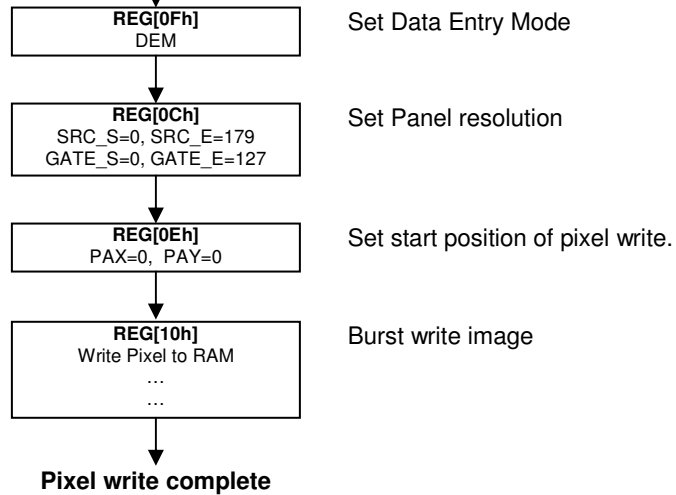 REG[0Fh]
DEM
Set Data Entry Mode
REG[0Ch]
SRC_S=0, SRC_E=179
GATE_S=0, GATE_E=127
Set Panel resolution
REG[0Eh]
PAX=0, PAY=0
Set start position of pixel write.
REG[10h]
Write Pixel to RAM
…
…
Burst write image
Pixel write complete